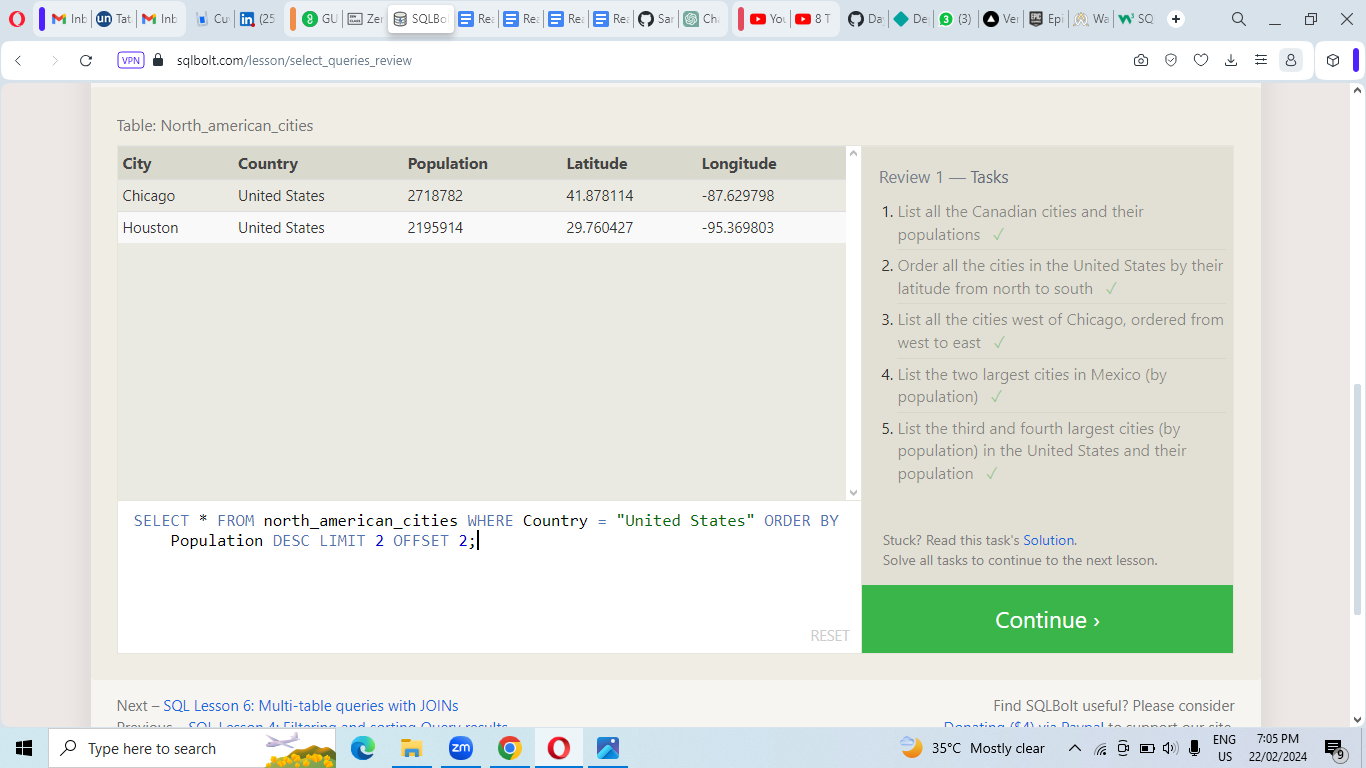 Inb
Tat
Inb
Cu
(25
GU
Zer
SQLBo
Rea
Rea
Rea
Rea
Sar
Cha
You
8 T
Da
De
(3)
Ver
Epi
Wa
SQ
VPN
sqlbolt.com/lesson/select_queries_review
Table: North_american_cities
City Country Population Latitude Longitude
Chicago United States 2718782 41.878114 -87.629798
Houston United States 2195914 29.760427 -95.369803
Review 1 — Tasks
1. List all the Canadian cities and their
populations ✓
2. Order all the cities in the United States by their
latitude from north to south ✓
3. List all the cities west of Chicago, ordered from
west to east ✓
4. List the two largest cities in Mexico (by
population) ✓
5. List the third and fourth largest cities (by
population) in the United States and their
population ✓
SELECT * FROM north_american_cities WHERE Country = "United States" ORDER BY
Population DESC LIMIT 2 OFFSET 2;
RESET
Stuck? Read this task's Solution.
Solve all tasks to continue to the next lesson.
Continue ›
Next – SQL Lesson 6: Multi-table queries with JOINs
Previous – SQL Lesson 4: Filtering and sorting Query results
Find SQLBolt useful? Please consider
Donating ($4) via Paypal to support our site.
Type here to search
zm
35°C Mostly clear
ENG
US
7:05 PM
22/02/2024
9